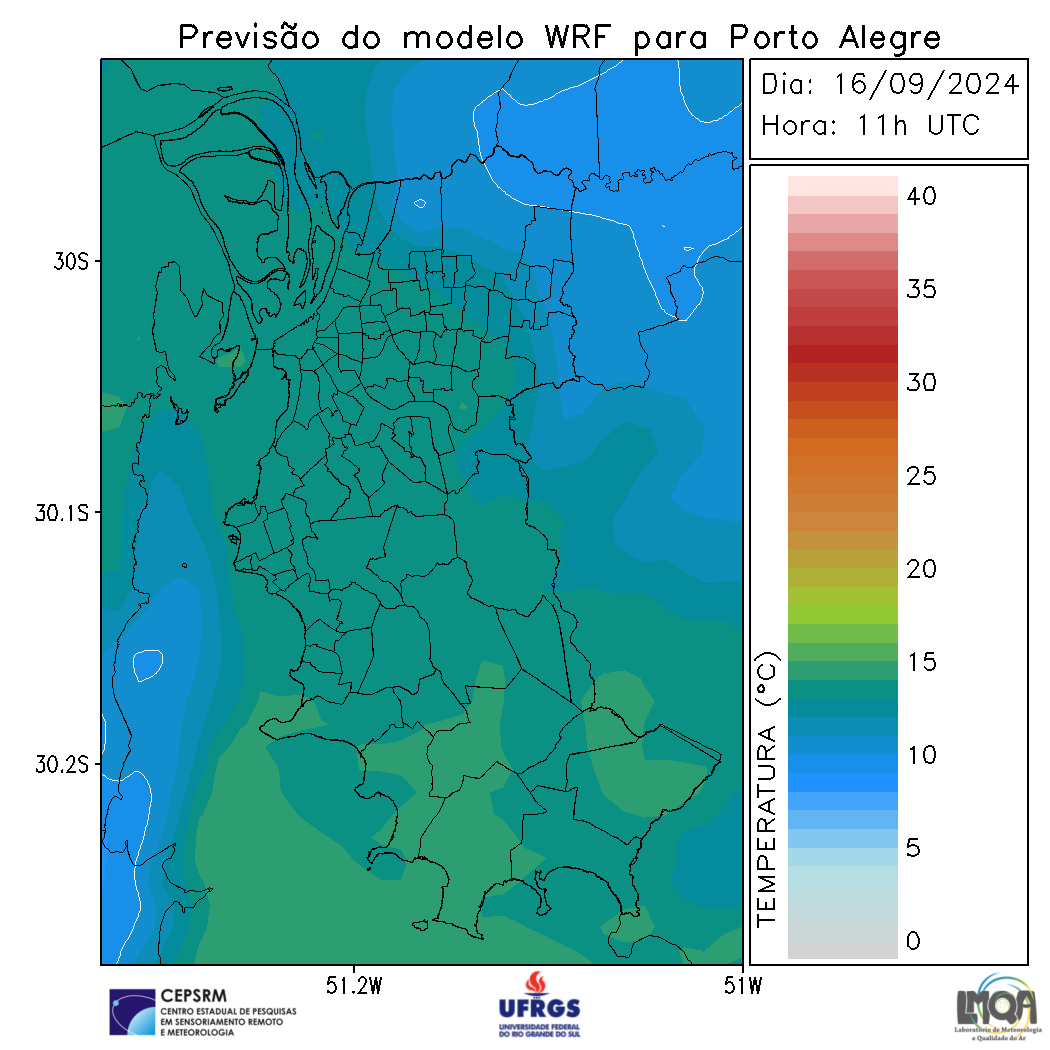 Previsão do modelo WRF para Porto Alegre
Dia: 16/09/2024
Hora: 11h UTC
40
35
30
25
20
15
10
5
0
TEMPERATURA (°C)
30S
30.1S
30.2S
51.2W
51W
CEPSRM
CENTRO ESTADUAL DE PESQUISAS
EM SENSORIAMENTO REMOTO
E METEOROLOGIA
UFRGS
UNIVERSIDADE FEDERAL
DO RIO GRANDE DO SUL
LMQA
Laboratório de Meteorologia
e Qualidade do Ar